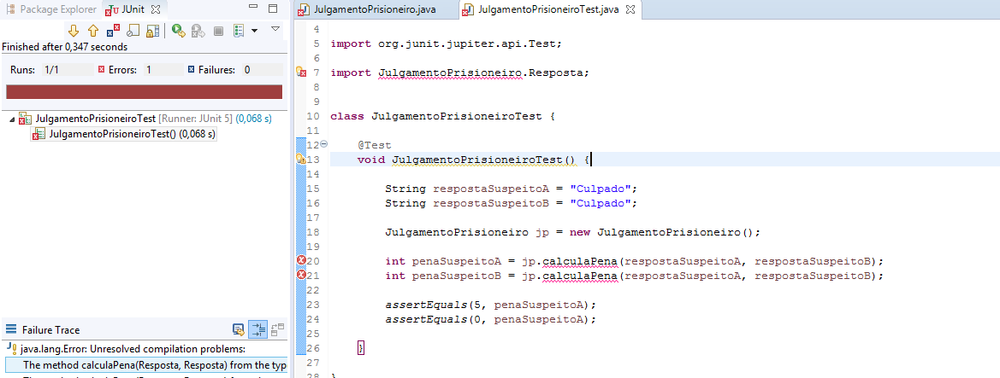 Package Explorer JUnit
Finished after 0,347 seconds
Runs: 1/1 Errors: 1 Failures: 0
JulgamentoPrisioneiroTest [Runner: JUnit 5] (0,068 s)
JulgamentoPrisioneiroTest() (0,068 s)
Failure Trace
java.lang.Error: Unresolved compilation problems:
The method calculaPena(Resposta, Resposta) from the typ
JulgamentoPrisioneiro.java JulgamentoPrisioneiroTest.java
4
5 import org.junit.jupiter.api.Test;
6
7 import JulgamentoPrisioneiro.Resposta;
8
9
10 class JulgamentoPrisioneiroTest {
11
12 @Test
13 void JulgamentoPrisioneiroTest() {
14
15 String respostaSuspeitoA = "Culpado";
16 String respostaSuspeitoB = "Culpado";
17
18 JulgamentoPrisioneiro jp = new JulgamentoPrisioneiro();
19
20 int penaSuspeitoA = jp.calculaPena(respostaSuspeitoA, respostaSuspeitoB);
21 int penaSuspeitoB = jp.calculaPena(respostaSuspeitoA, respostaSuspeitoB);
22
23 assertEquals(5, penaSuspeitoA);
24 assertEquals(0, penaSuspeitoA);
25
26 }
27
28 }